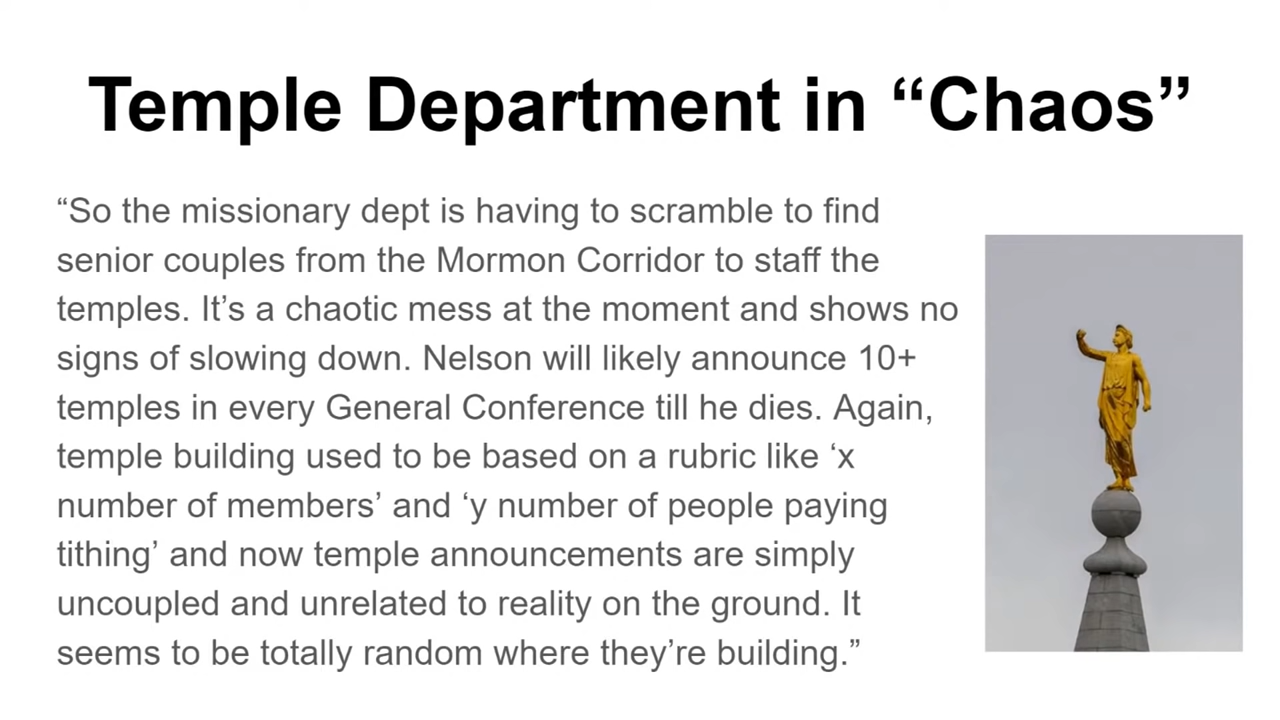 Temple Department in “Chaos”
“So the missionary dept is having to scramble to find
senior couples from the Mormon Corridor to staff the
temples. It’s a chaotic mess at the moment and shows no
signs of slowing down. Nelson will likely announce 10+
temples in every General Conference till he dies. Again,
temple building used to be based on a rubric like ‘x
number of members’ and ‘y number of people paying
tithing’ and now temple announcements are simply
uncoupled and unrelated to reality on the ground. It
seems to be totally random where they’re building.”